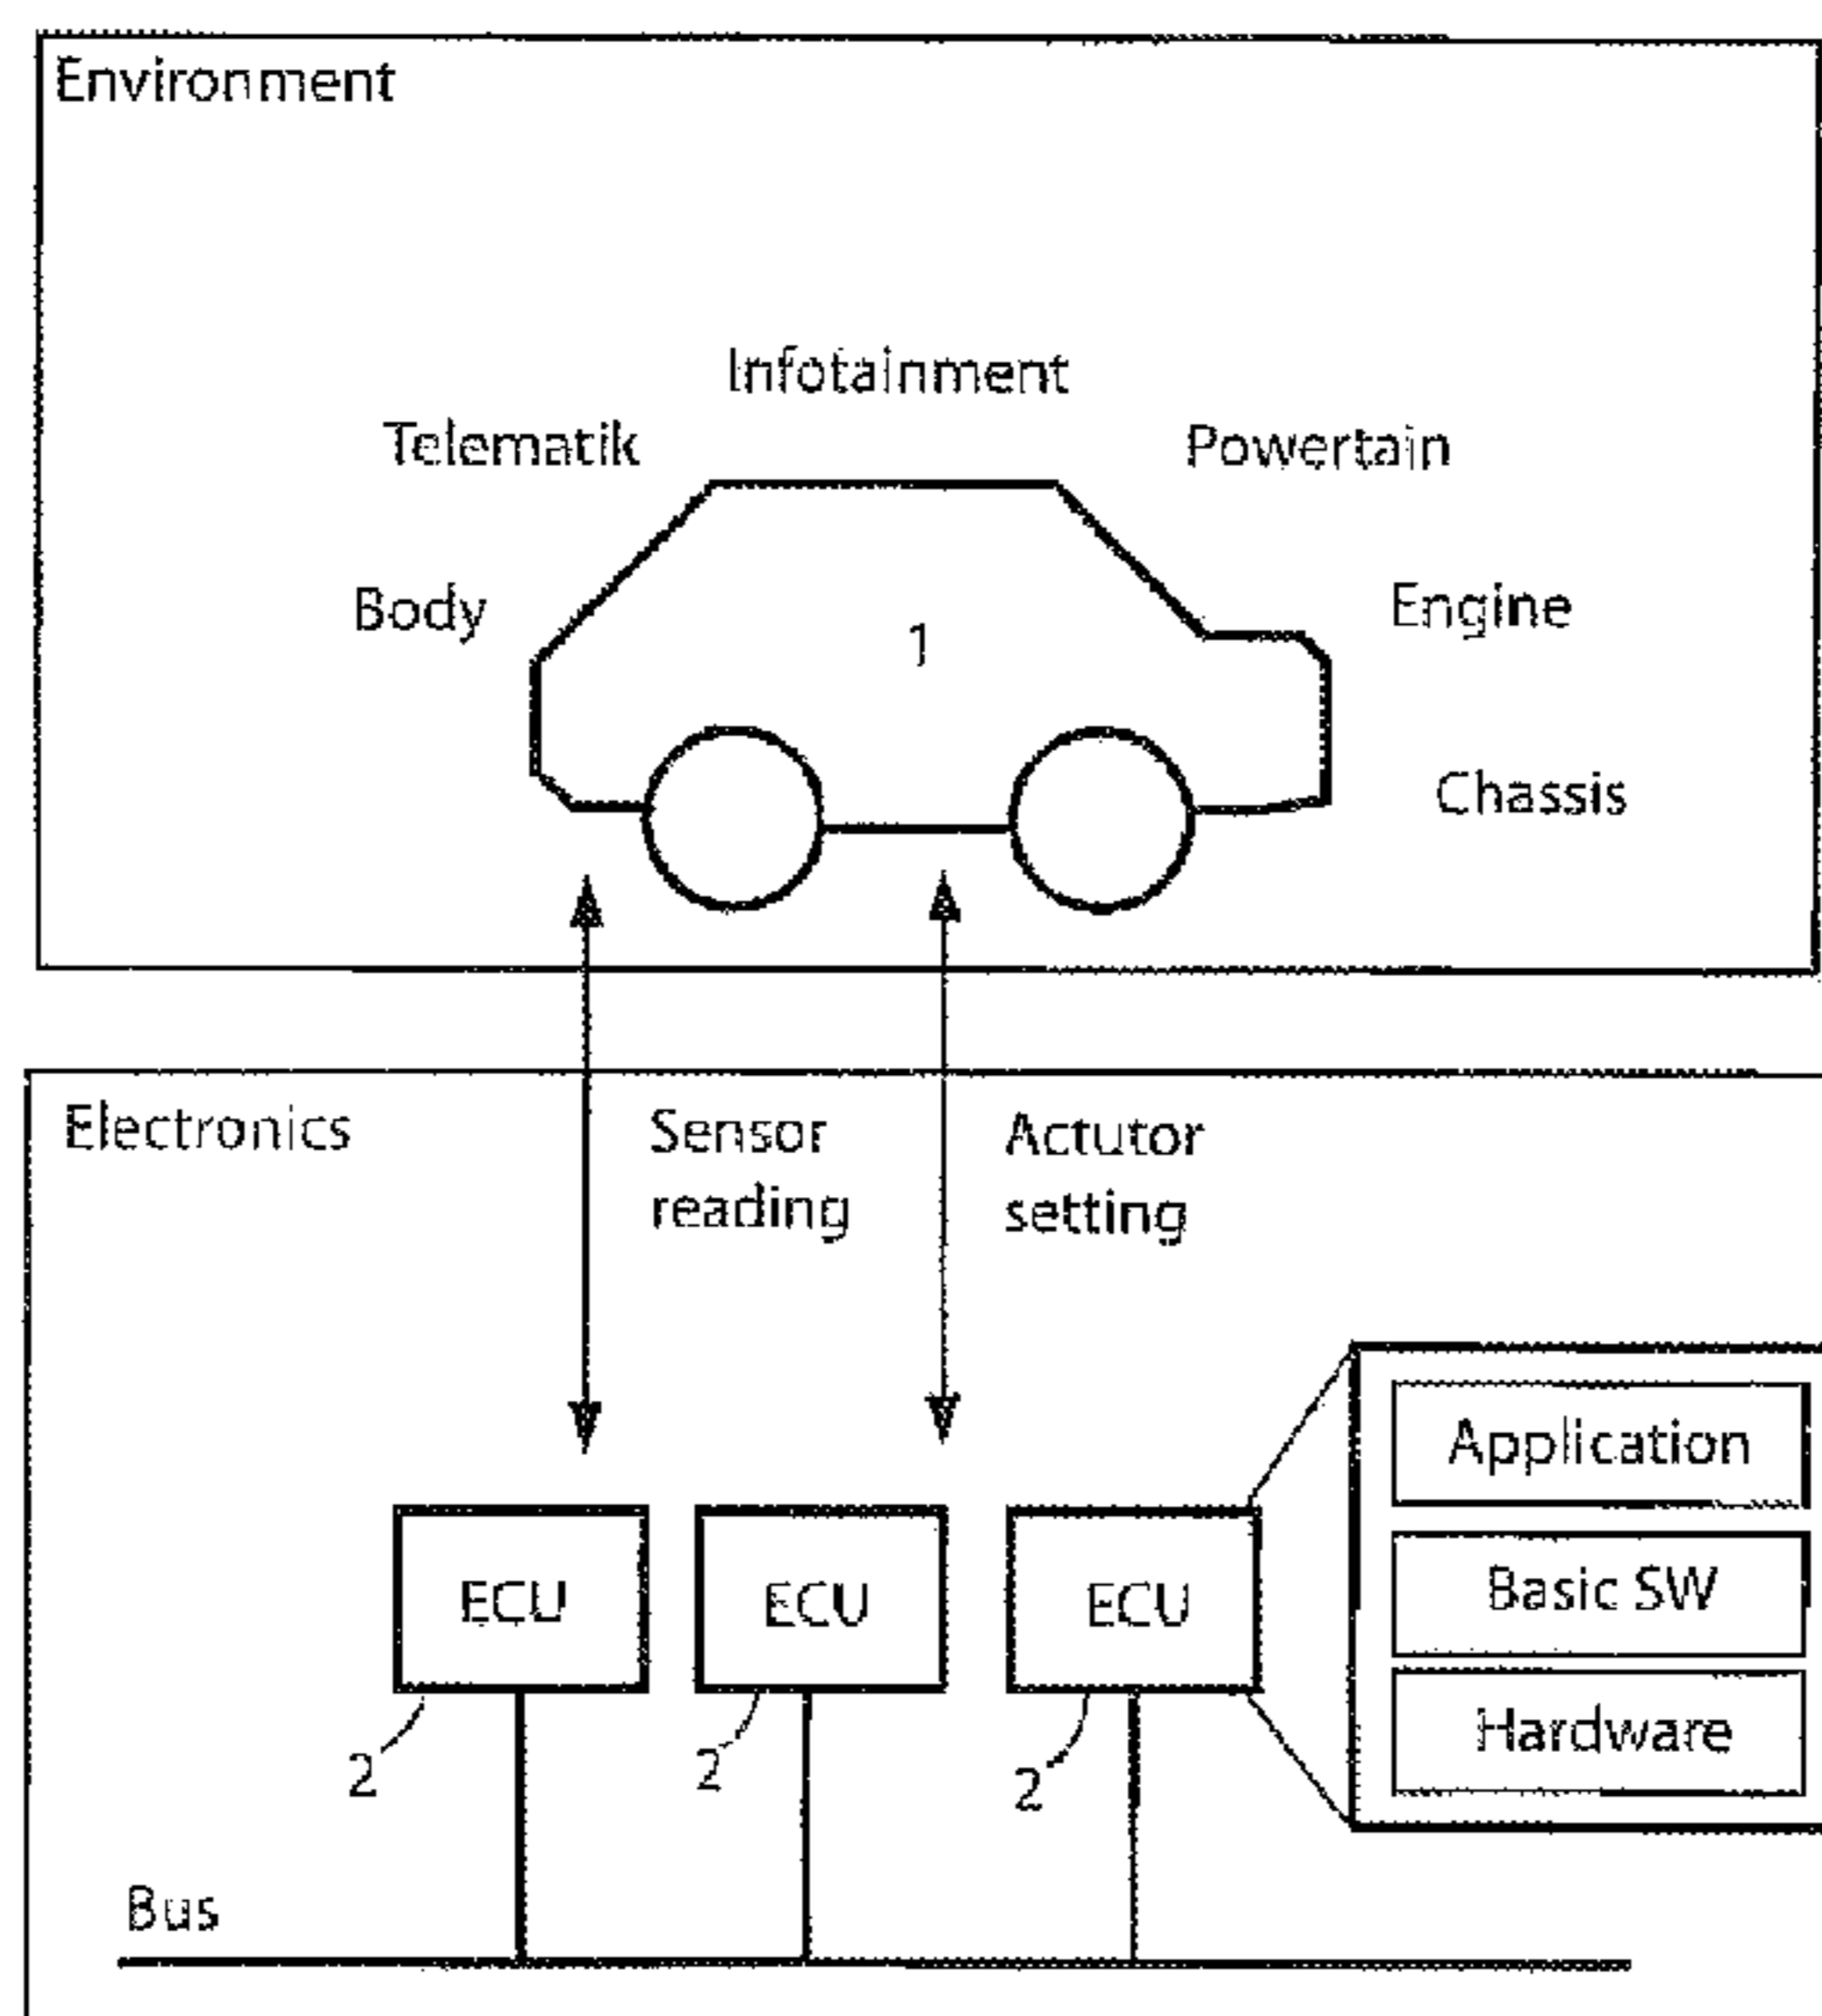 Environment
Infotainment
Telematik
Powertain
Body
Engine
1
Chassis
Electronics
Sensor
reading
Actutor
setting
Application
Basic SW
Hardware
ECU
ECU
ECU
2
2
2
Bus